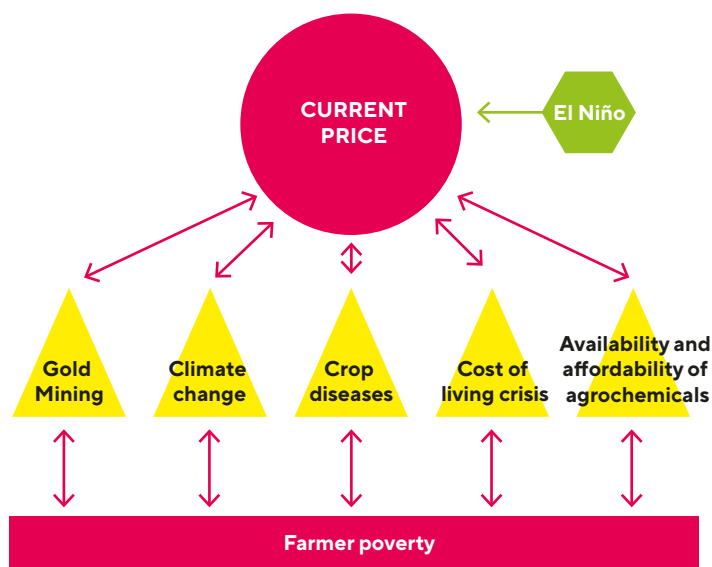 CURRENT
PRICE
El Niño
Gold
Mining
Climate
change
Crop
diseases
Cost of
living crisis
Availability and
affordability of
agrochemicals
Farmer poverty